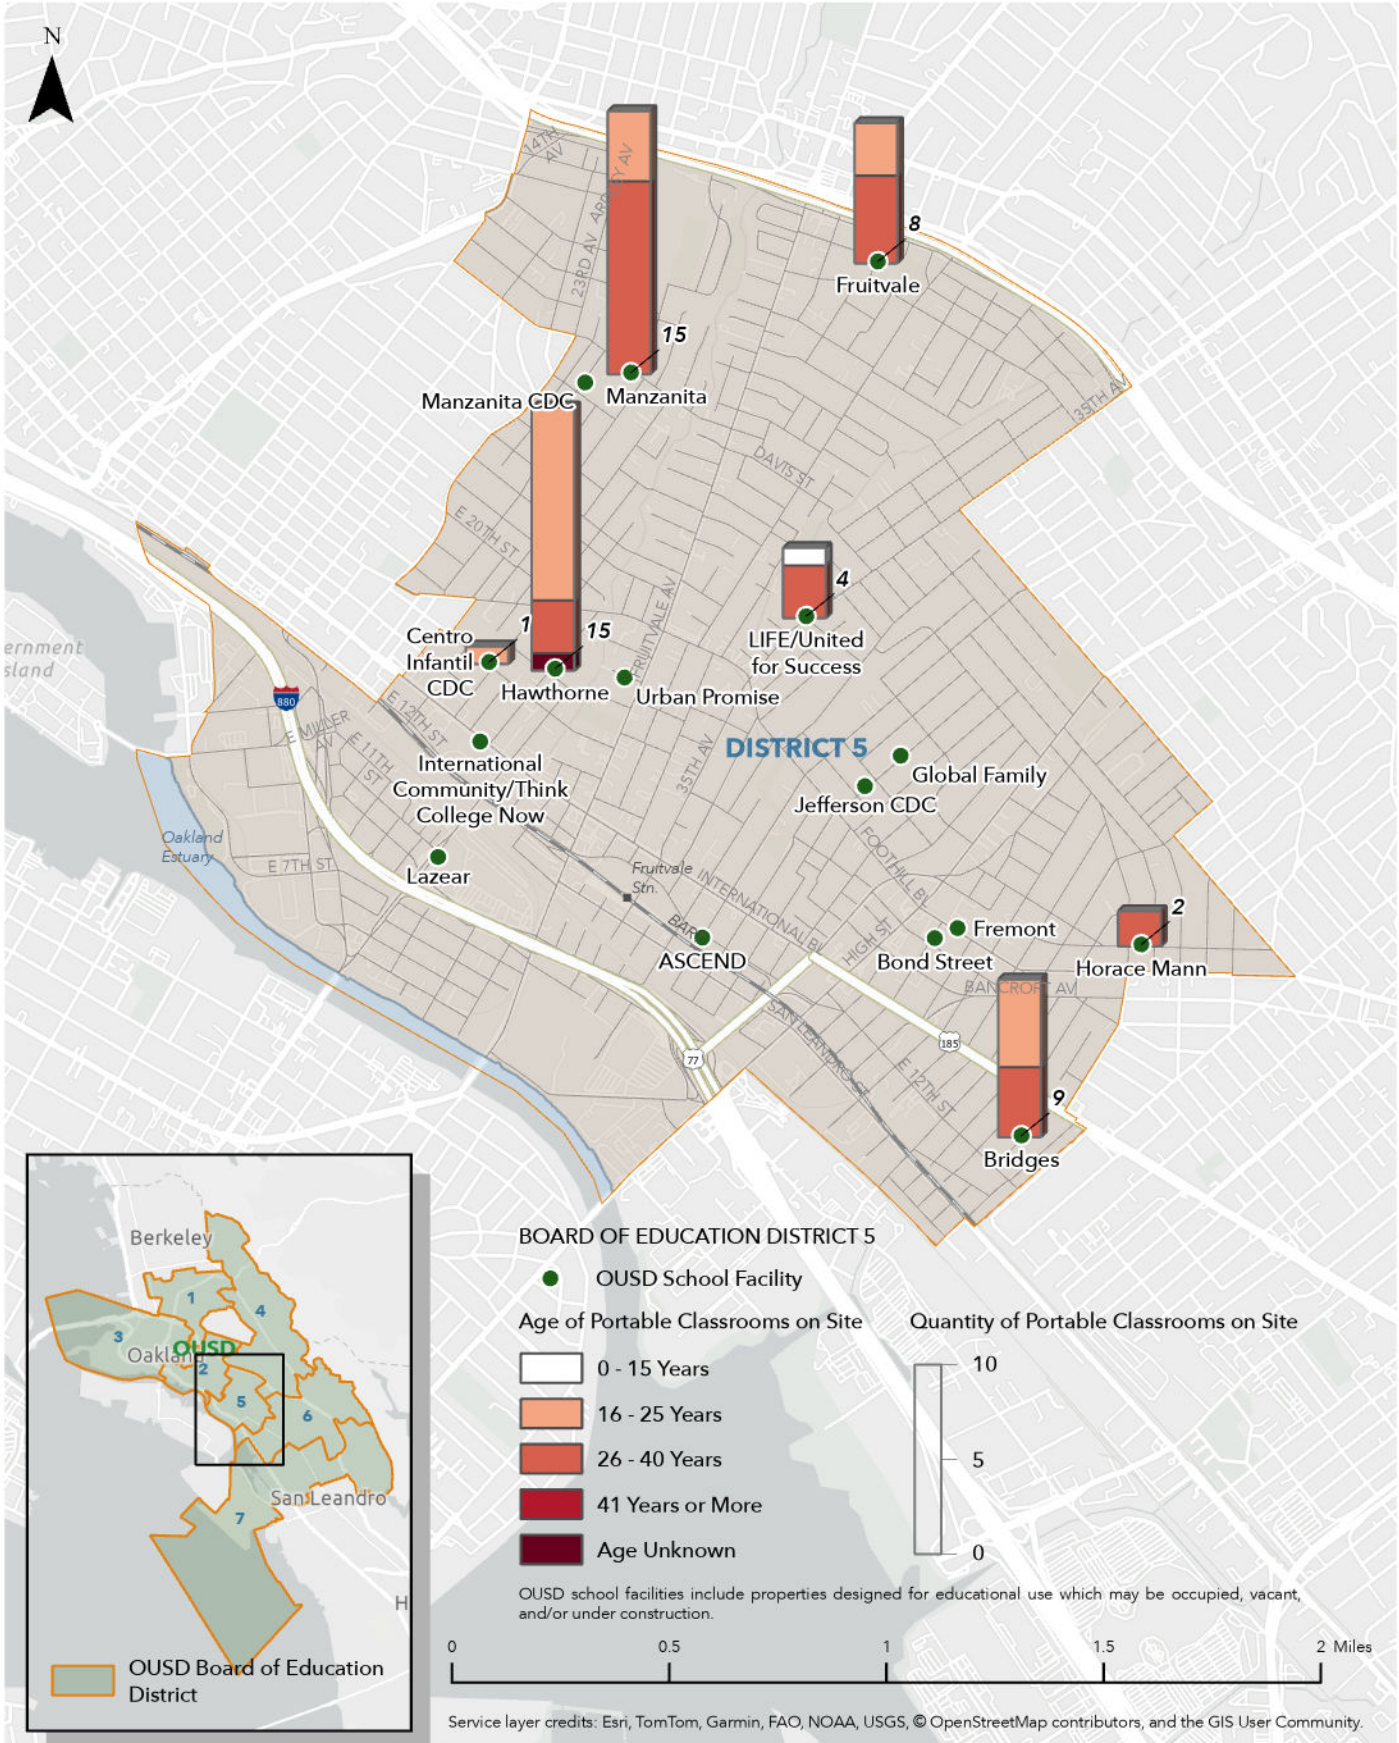 N
14TH
AV
23RD AV
ARDLEY AV
8
Fruitvale
15
Manzanita CDC
Manzanita
35TH AV
DAVIS ST
E 20TH ST
FRUITVALE AV
4
LIFE/United
for Success
ernment
sland
Centro
Infantil
CDC
1
15
Hawthorne
Urban Promise
880
E 12TH ST
E MILLER
AV
E 11TH
ST
35TH AV
DISTRICT 5
International
Community/Think
College Now
Global Family
Jefferson CDC
Oakland
Estuary
E 7TH ST
Lazear
Fruitvale
Stn.
INTERNATIONAL BL
FOOTHILL BL
BART
ASCEND
HIGH ST
Fremont
Bond Street
2
Horace Mann
BANCROFT AV
SAN LEANDRO ST
185
77
E 12TH ST
9
Bridges
Berkeley
1
4
3
OUSD
Oakland
2
5
6
San Leandro
7
H
OUSD Board of Education
District
BOARD OF EDUCATION DISTRICT 5
OUSD School Facility
Age of Portable Classrooms on Site
0 - 15 Years
16 - 25 Years
26 - 40 Years
41 Years or More
Age Unknown
Quantity of Portable Classrooms on Site
10
5
0
OUSD school facilities include properties designed for educational use which may be occupied, vacant,
and/or under construction.
0 0.5 1 1.5 2 Miles
Service layer credits: Esri, TomTom, Garmin, FAO, NOAA, USGS, © OpenStreetMap contributors, and the GIS User Community.